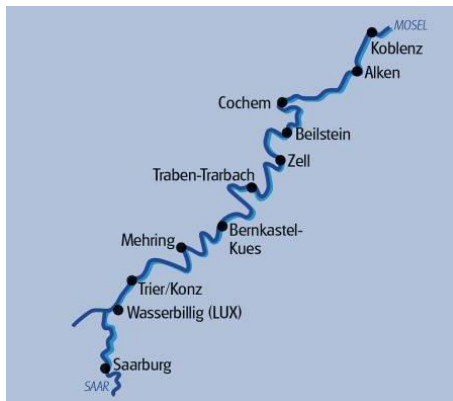 MOSEL
Koblenz
Alken
Cochem
Beilstein
Zell
Traben-Trarbach
Bernkastel-
Kues
Mehring
Trier/Konz
Wasserbillig (LUX)
Saarburg
SAAR